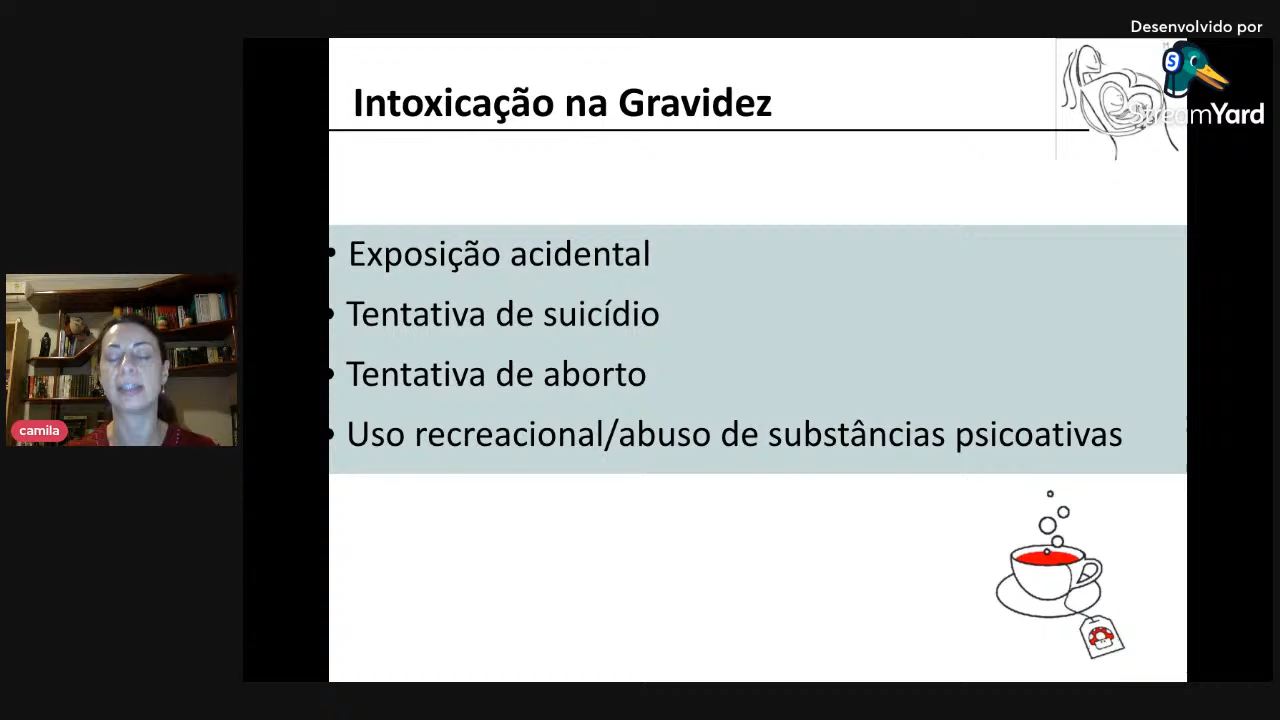 Desenvolvido por
StreamYard
Intoxicação na Gravidez
• Exposição acidental
• Tentativa de suicídio
• Tentativa de aborto
• Uso recreacional/abuso de substâncias psicoativas
camila